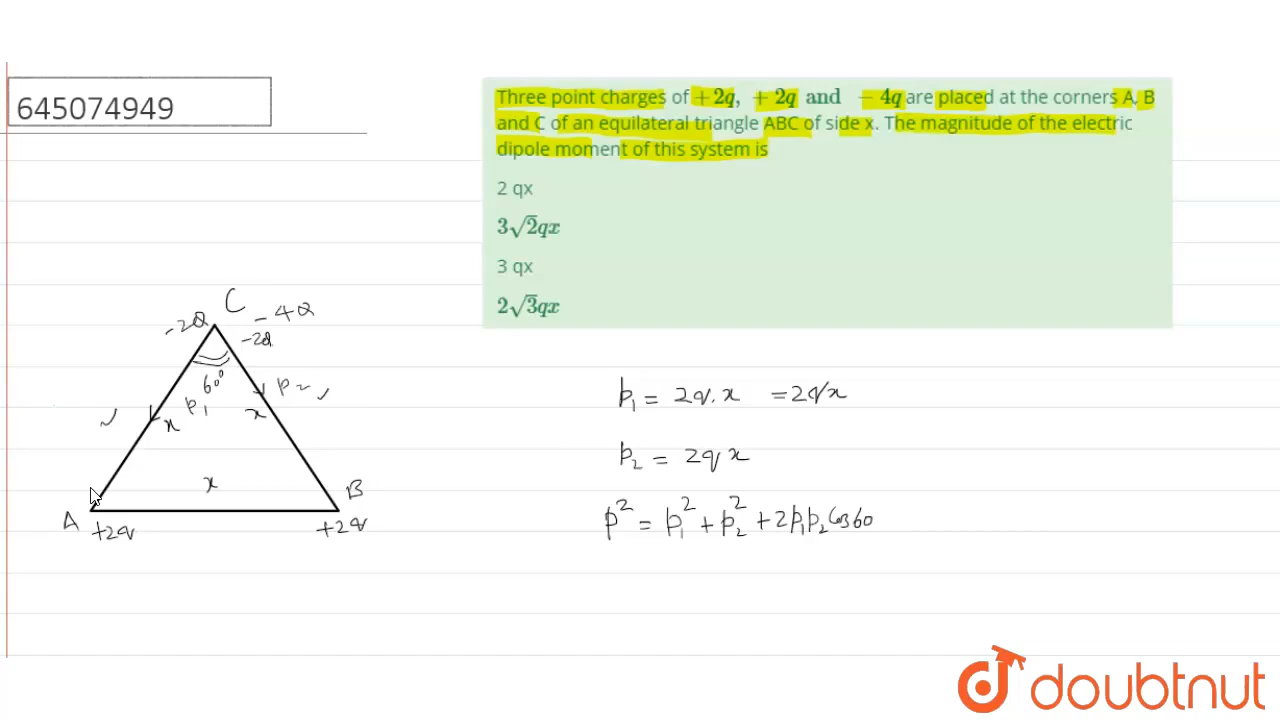 645074949
Three point charges of +2q, +2q and −4q are placed at the corners A, B
and C of an equilateral triangle ABC of side x. The magnitude of the electric
dipole moment of this system is
2 qx
3√2qx
3 qx
2√3qx
C
-2Q
-4Q
-2Q
60°
p₁
p₂
x
x
x
A
B
+2q
+2q
p₁ = 2q.x = 2qx
p₂ = 2qx
p² = p₁² + p₂² + 2p₁p₂ Cos60
doubtnut